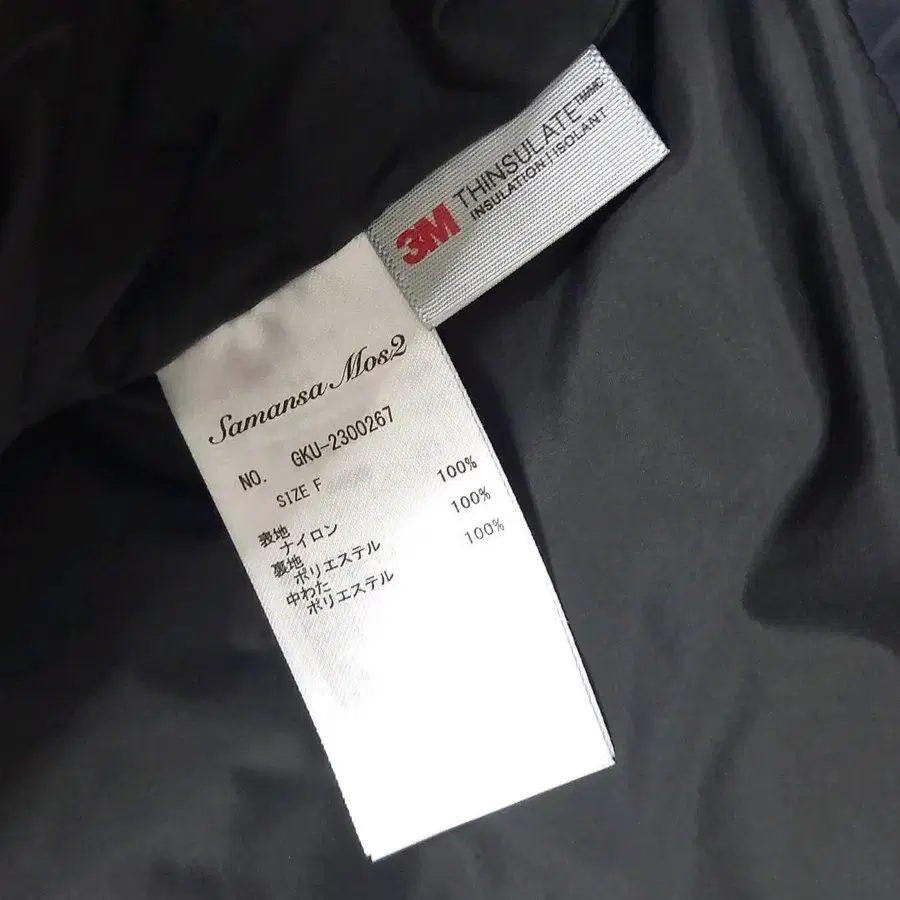 3M THINSULATE™
INSULATION | ISOLANT
Samansa Mos2
NO. GKU-2300267
SIZE F
表地
ナイロン 100%
裏地
ポリエステル 100%
中わた
ポリエステル 100%